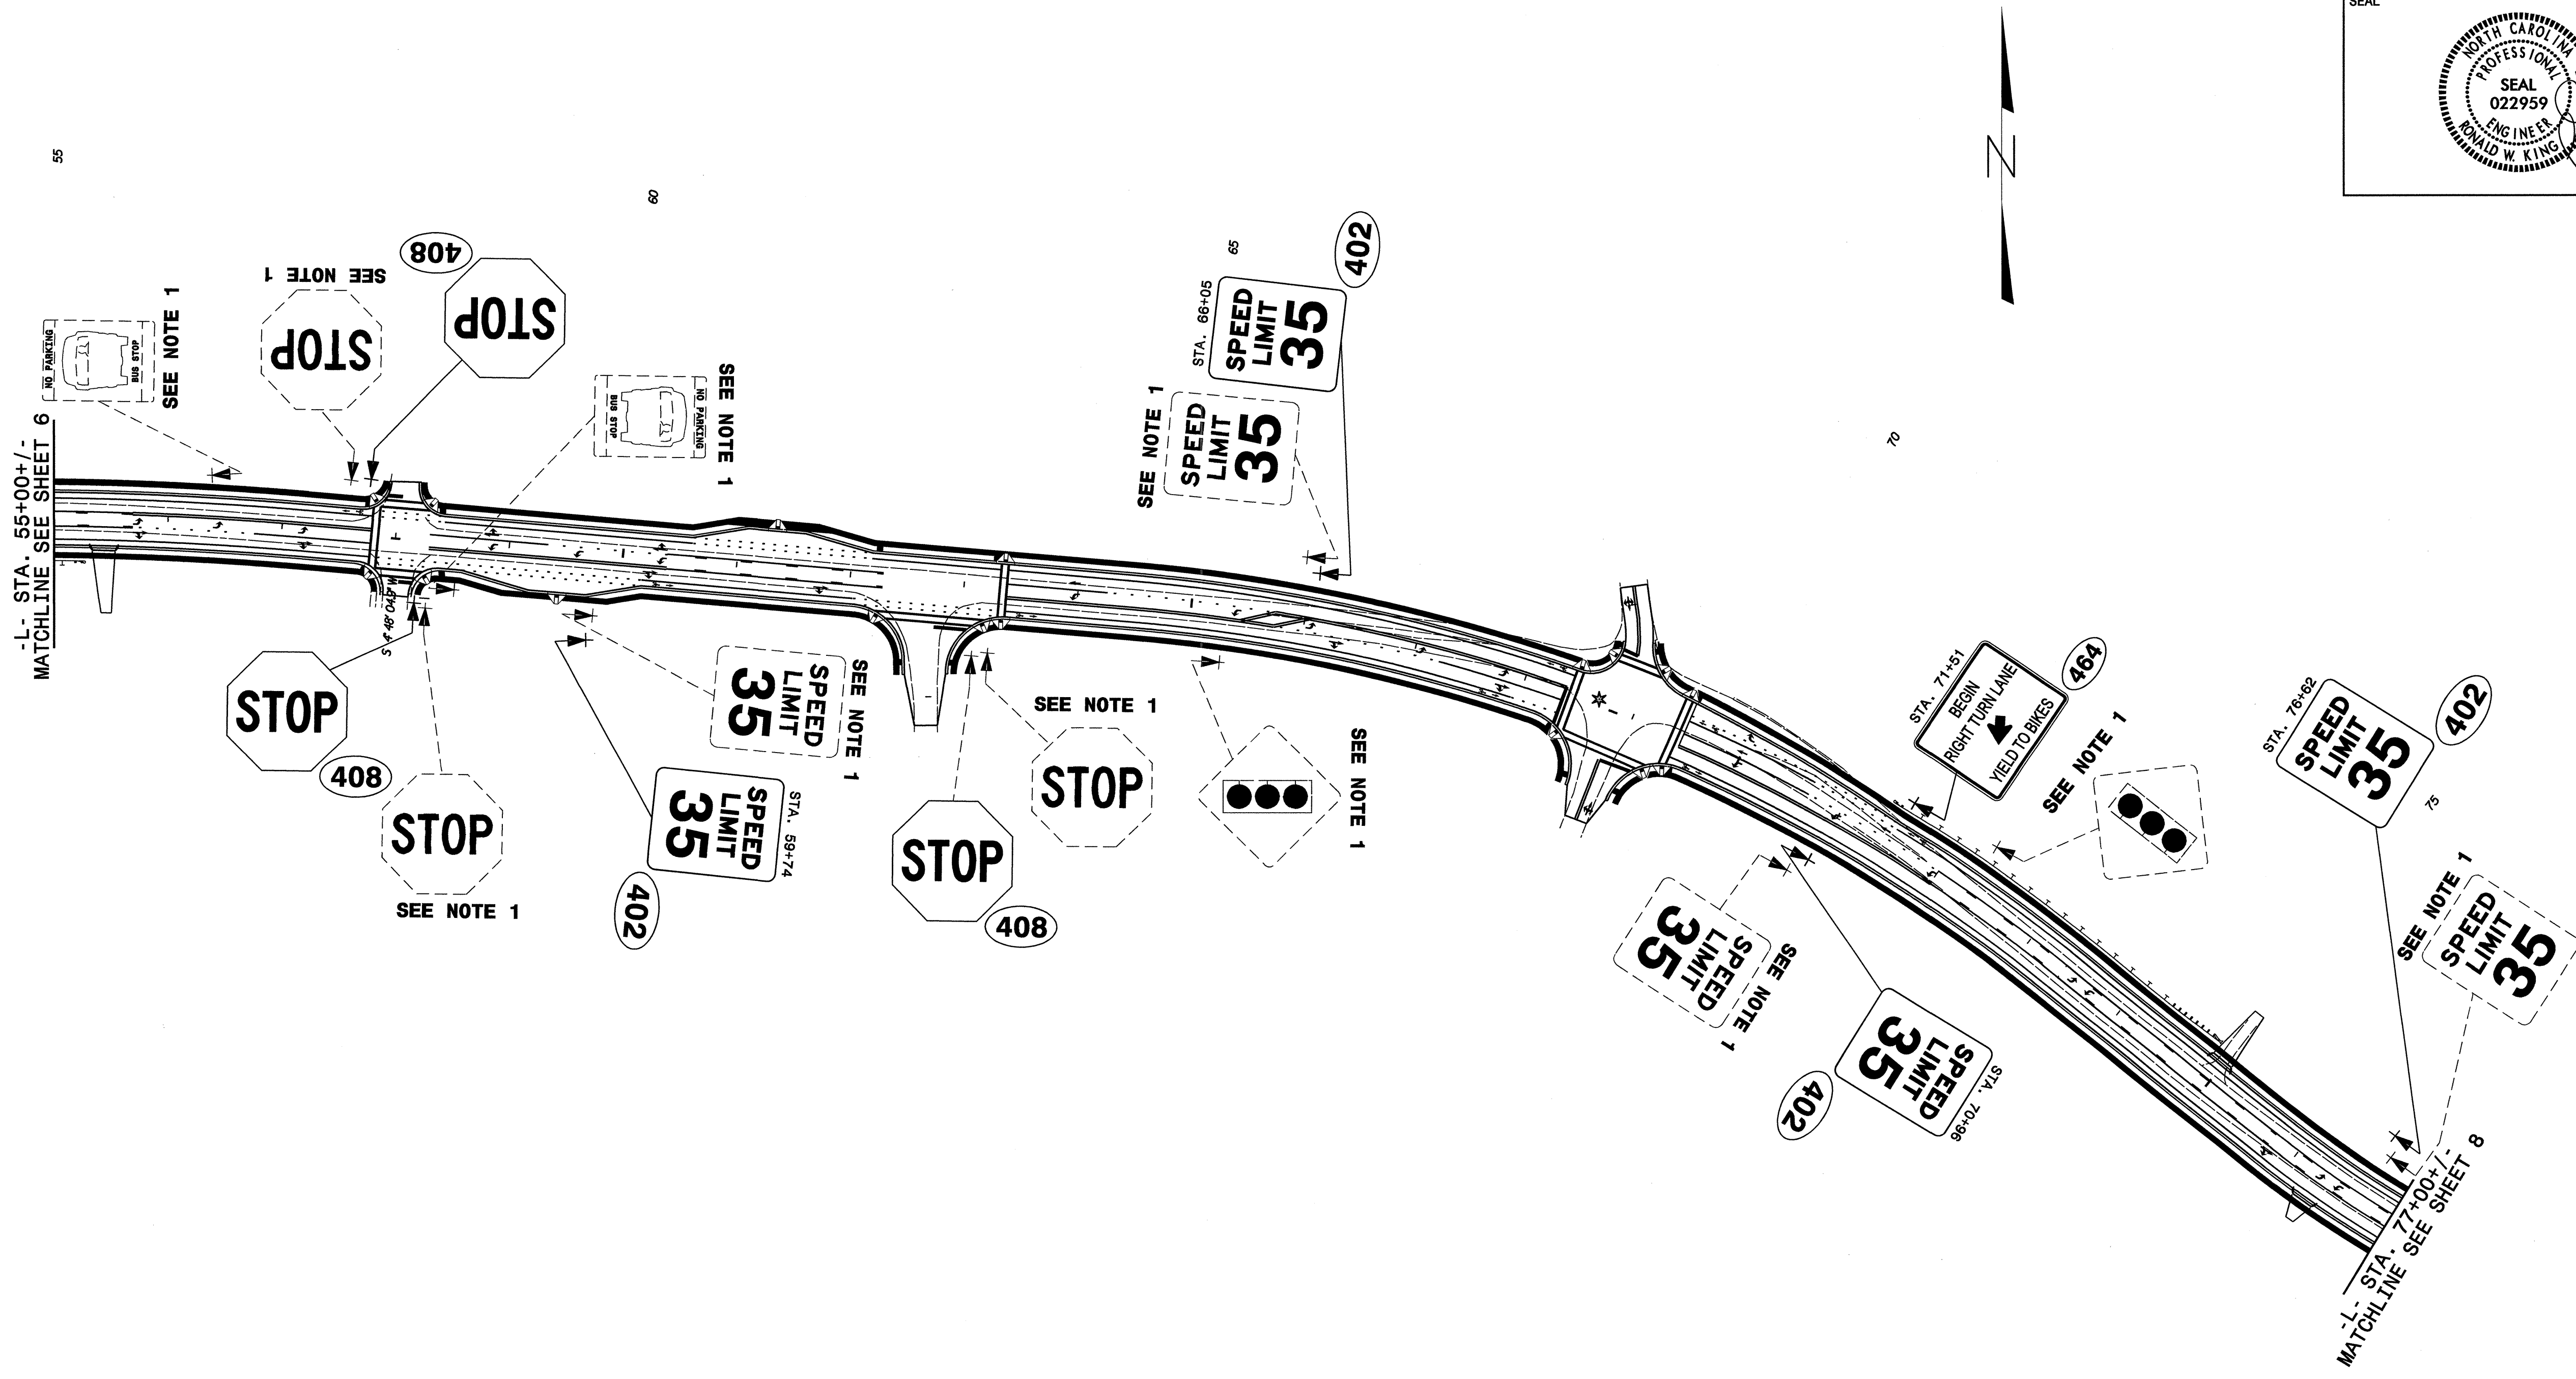 SEAL
NORTH CAROLINA
PROFESSIONAL
SEAL
022959
ENGINEER
RONALD W. KING
55
60
65
70
75
N
-L- STA. 55+00+/-
MATCHLINE SEE SHEET 6
NO PARKING
BUS STOP
SEE NOTE 1
SEE NOTE 1
STOP
408
STOP
BUS STOP
NO PARKING
SEE NOTE 1
S 4° 48' 04.9" W
STOP
408
STOP
SEE NOTE 1
SPEED
LIMIT
35
SEE NOTE 1
STA. 59+74
SPEED
LIMIT
35
402
STOP
408
SEE NOTE 1
STOP
SEE NOTE 1
STA. 66+05
SPEED
LIMIT
35
402
SEE NOTE 1
SPEED
LIMIT
35
STA. 71+51
BEGIN
RIGHT TURN LANE
YIELD TO BIKES
464
SEE NOTE 1
SPEED
LIMIT
35
SEE NOTE 1
STA. 70+96
SPEED
LIMIT
35
402
STA. 76+62
SPEED
LIMIT
35
402
SEE NOTE 1
SPEED
LIMIT
35
-L- STA. 77+00+/-
MATCHLINE SEE SHEET 8